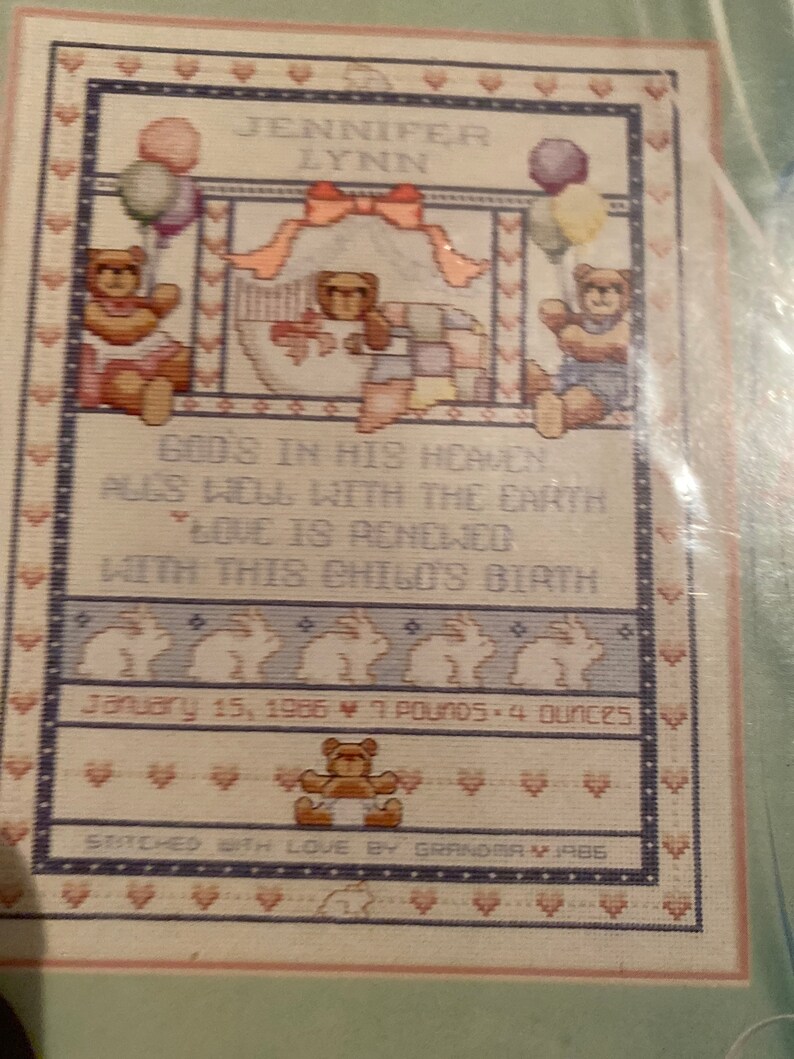 JENNIFER
LYNN
GOD'S IN HIS HEAVEN
ALL'S WELL WITH THE EARTH
LOVE IS RENEWED
WITH THIS CHILD'S BIRTH
January 15, 1986 ♥ 7 POUNDS • 4 OUNCES
STITCHED WITH LOVE BY GRANDMA ♥ 1986